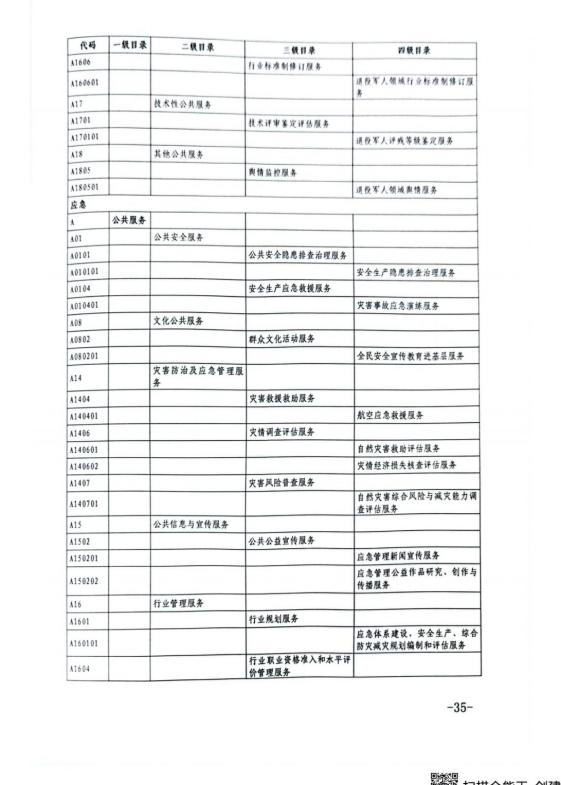 代码 一级目录 二级目录 三级目录 四级目录
A1606 行业标准制修订服务
A160601 退役军人领域行业标准制修订服
务
A17 技术性公共服务
A1701 技术评审鉴定评估服务
A170101 退役军人评残等级鉴定服务
A18 其他公共服务
A1805 舆情监控服务
A180501 退役军人领域舆情服务
应急
A 公共服务
A01 公共安全服务
A0101 公共安全隐患排查治理服务
A010101 安全生产隐患排查治理服务
A0104 安全生产应急救援服务
A010401 灾害事故应急演练服务
A08 文化公共服务
A0802 群众文化活动服务
A080201 全民安全宣传教育进基层服务
A14 灾害防治及应急管理服
务
A1404 灾害救援救助服务
A140401 航空应急救援服务
A1406 灾情调查评估服务
A140601 自然灾害救助评估服务
A140602 灾情经济损失核查评估服务
A1407 灾害风险普查服务
A140701 自然灾害综合风险与减灾能力调
查评估服务
A15 公共信息与宣传服务
A1502 公共公益宣传服务
A150201 应急管理新闻宣传服务
A150202 应急管理公益作品研究、创作与
传播服务
A16 行业管理服务
A1601 行业规划服务
A160101 应急体系建设、安全生产、综合
防灾减灾规划编制和评估服务
A1604 行业职业资格准入和水平评
价管理服务
-35-